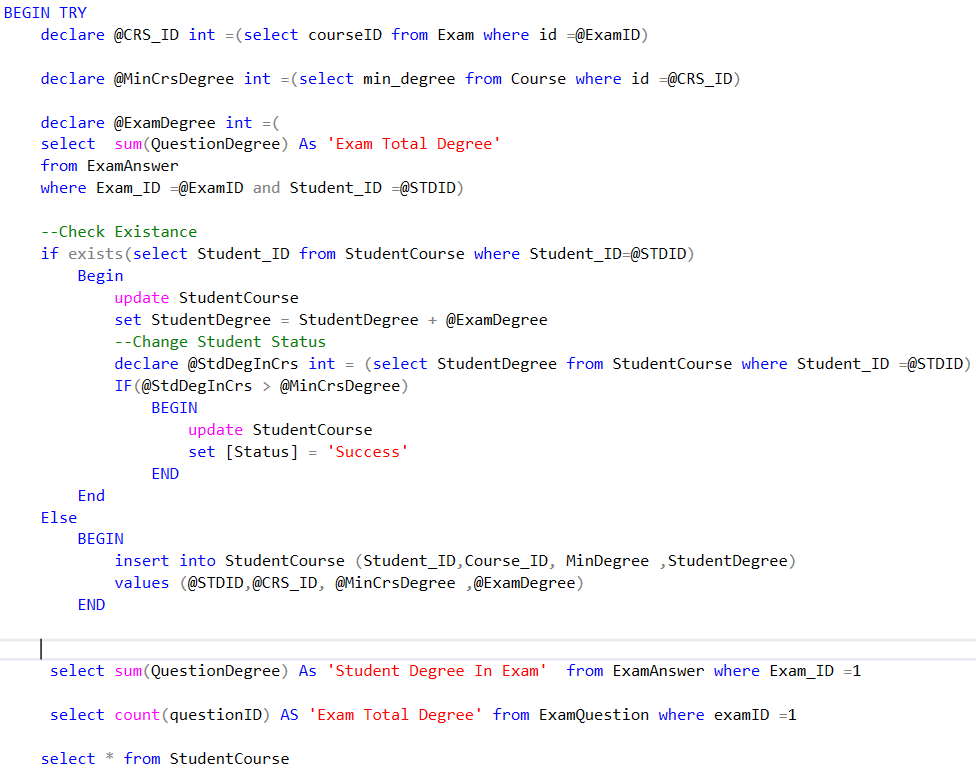 BEGIN TRY
declare @CRS_ID int =(select courseID from Exam where id =@ExamID)
declare @MinCrsDegree int =(select min_degree from Course where id =@CRS_ID)
declare @ExamDegree int =(
select  sum(QuestionDegree) As 'Exam Total Degree'
from ExamAnswer
where Exam_ID =@ExamID and Student_ID =@STDID)
--Check Existance
if exists(select Student_ID from StudentCourse where Student_ID=@STDID)
Begin
update StudentCourse
set StudentDegree = StudentDegree + @ExamDegree
--Change Student Status
declare @StdDegInCrs int = (select StudentDegree from StudentCourse where Student_ID =@STDID)
IF(@StdDegInCrs > @MinCrsDegree)
BEGIN
update StudentCourse
set [Status] = 'Success'
END
End
Else
BEGIN
insert into StudentCourse (Student_ID,Course_ID, MinDegree ,StudentDegree)
values (@STDID,@CRS_ID, @MinCrsDegree ,@ExamDegree)
END
select sum(QuestionDegree) As 'Student Degree In Exam'  from ExamAnswer where Exam_ID =1
select count(questionID) AS 'Exam Total Degree' from ExamQuestion where examID =1
select * from StudentCourse